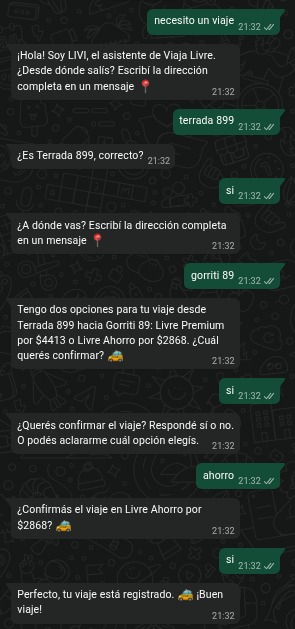 necesito un viaje
21:32
¡Hola! Soy LIVI, el asistente de Viaja Livre.
¿Desde dónde salís? Escribí la dirección
completa en un mensaje 📍
21:32
terrada 899
21:32
¿Es Terrada 899, correcto?
21:32
si
21:32
¿A dónde vas? Escribí la dirección completa
en un mensaje 📍
21:32
gorriti 89
21:32
Tengo dos opciones para tu viaje desde
Terrada 899 hacia Gorriti 89: Livre Premium
por $4413 o Livre Ahorro por $2868. ¿Cuál
querés confirmar? 🚕
21:32
si
21:32
¿Querés confirmar el viaje? Respondé sí o no.
O podés aclararme cuál opción elegís.
21:32
ahorro
21:32
¿Confirmás el viaje en Livre Ahorro por
$2868? 🚕
21:32
si
21:32
Perfecto, tu viaje está registrado. 🚕 ¡Buen
viaje!
21:32